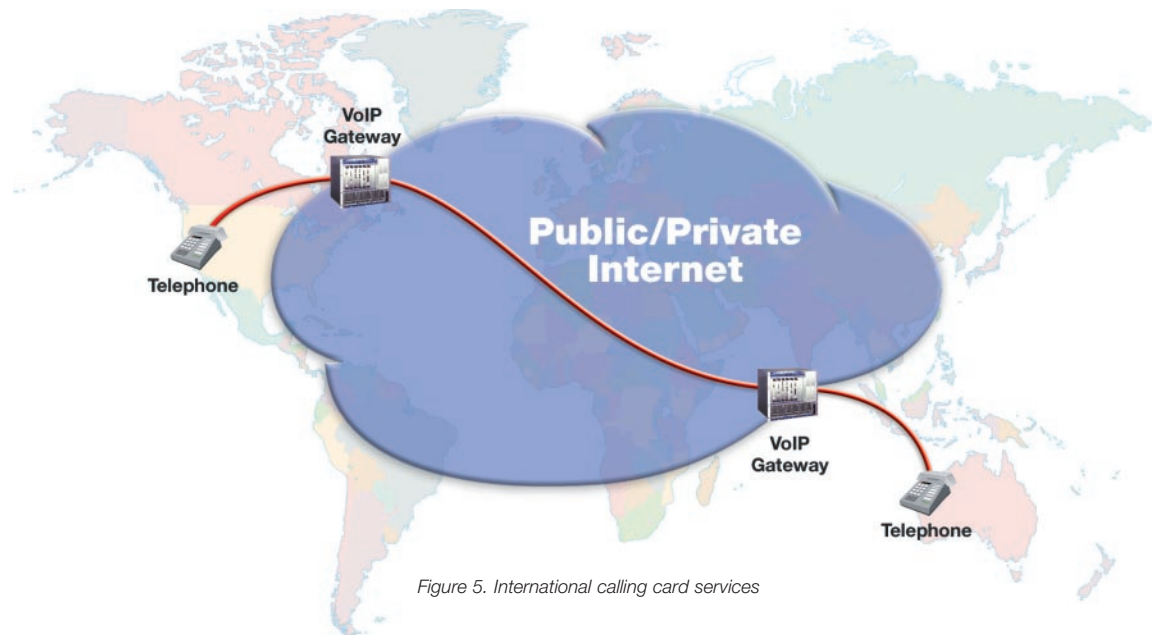 VoIP
Gateway
Telephone
Public/Private
Internet
VoIP
Gateway
Telephone
Figure 5. International calling card services